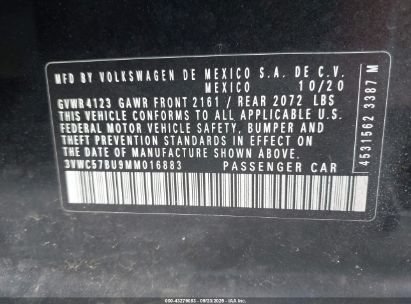 MFD BY VOLKSWAGEN DE MEXICO S.A. DE C.V.
MEXICO 10/20
GVWR 4123 GAWR FRONT 2161 / REAR 2072 LBS
THIS VEHICLE CONFORMS TO ALL APPLICABLE U.S.
FEDERAL MOTOR VEHICLE SAFETY, BUMPER AND
THEFT PREVENTION STANDARDS IN EFFECT ON
THE DATE OF MANUFACTURE SHOWN ABOVE.
3VWC57BU9MM016883 PASSENGER CAR
4531562 3387 M